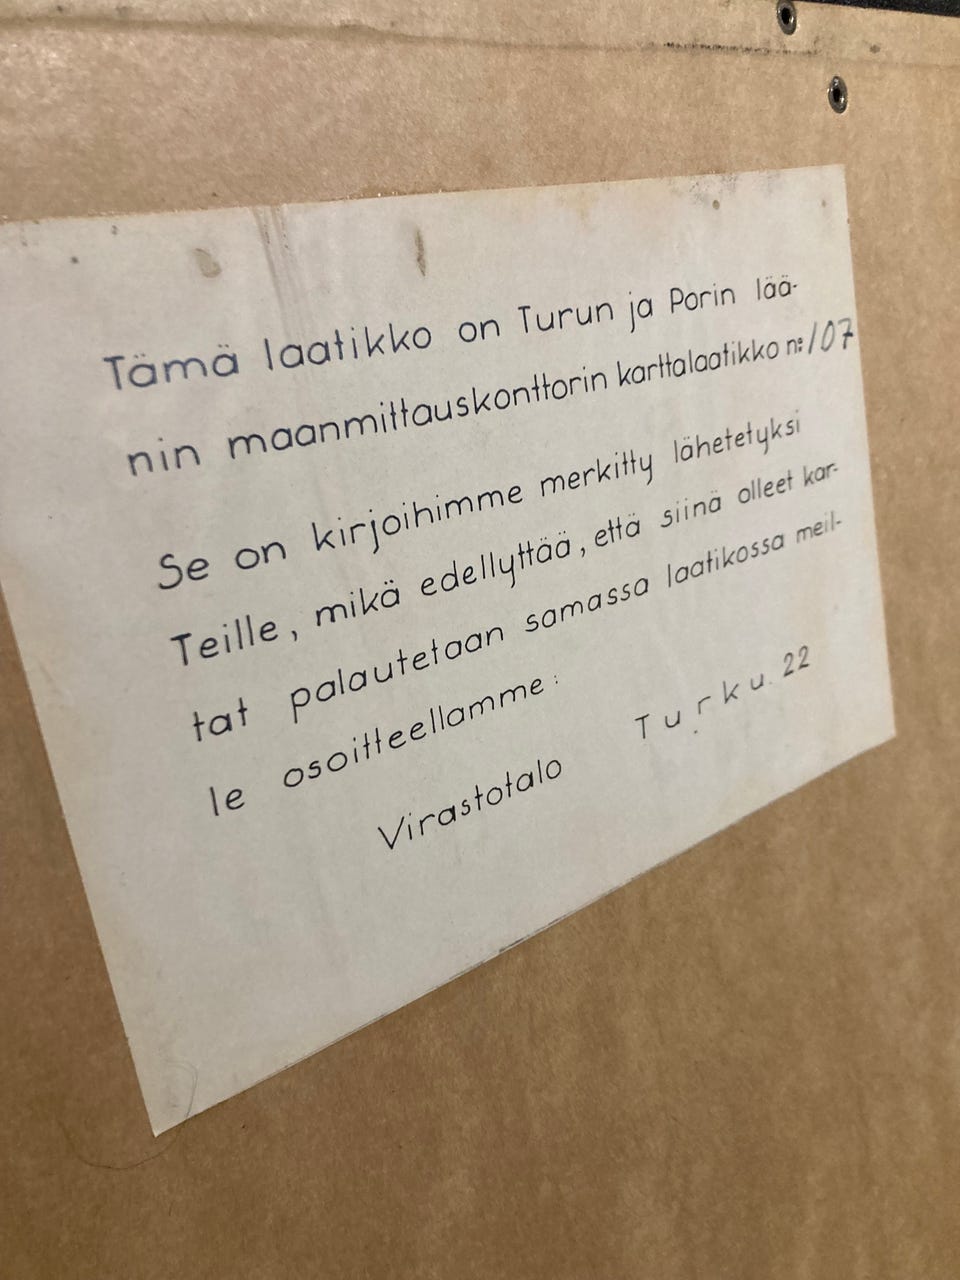 Tämä laatikko on Turun ja Porin lää-
nin maanmittauskonttorin karttalaatikko n:o 107
Se on kirjoihimme merkitty lähetetyksi
Teille, mikä edellyttää, että siinä olleet kar-
tat palautetaan samassa laatikossa meil-
le osoitteellamme:
Virastotalo Turku. 22